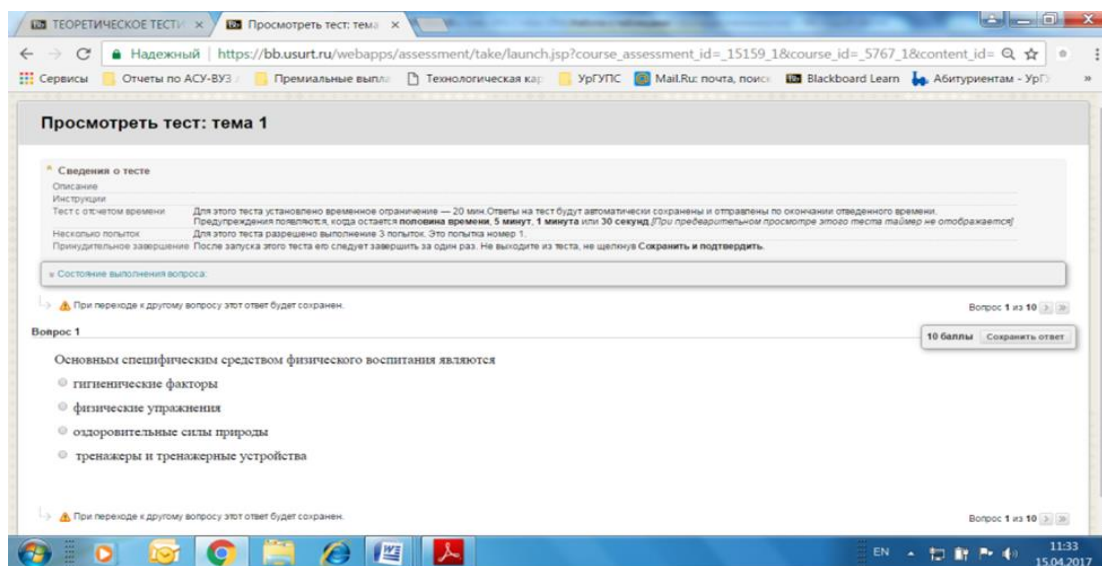 ТЕОРЕТИЧЕСКОЕ ТЕСТИ
Просмотреть тест: тема
Надежный | https://bb.usurt.ru/webapps/assessment/take/launch.jsp?course_assessment_id=_15159_1&course_id=_5767_1&content_id=
Сервисы Отчеты по АСУ-ВУЗ Премиальные выпла Технологическая кар УрГУПС Mail.Ru: почта, поиск Blackboard Learn Абитуриентам - УрГ
Просмотреть тест: тема 1
Сведения о тесте
Описание
Инструкции
Тест с отсчетом времени Для этого теста установлено временное ограничение — 20 мин.Ответы на тест будут автоматически сохранены и отправлены по окончании отведенного времени.
Предупреждения появляются, когда остается половина времени, 5 минут, 1 минута или 30 секунд.[При предварительном просмотре этого теста таймер не отображается]
Несколько попыток Для этого теста разрешено выполнение 3 попыток. Это попытка номер 1.
Принудительное завершение После запуска этого теста его следует завершить за один раз. Не выходите из теста, не щелкнув Сохранить и подтвердить.
Состояние выполнения вопроса:
При переходе к другому вопросу этот ответ будет сохранен.
Вопрос 1 из 10
Вопрос 1
10 баллы Сохранить ответ
Основным специфическим средством физического воспитания являются
гигиенические факторы
физические упражнения
оздоровительные силы природы
тренажеры и тренажерные устройства
При переходе к другому вопросу этот ответ будет сохранен.
Вопрос 1 из 10
EN
11:33
15.04.2017